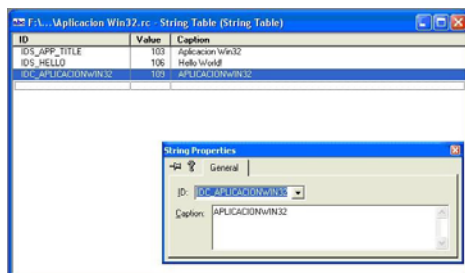 F:\...\Aplicacion Win32.rc - String Table (String Table)
ID Value Caption
IDS_APP_TITLE 103 Aplicacion Win32
IDS_HELLO 106 Hello World!
IDC_APLICACIONWIN32 109 APLICACIONWIN32
String Properties
General
ID: IDC_APLICACIONWIN32
Caption: APLICACIONWIN32